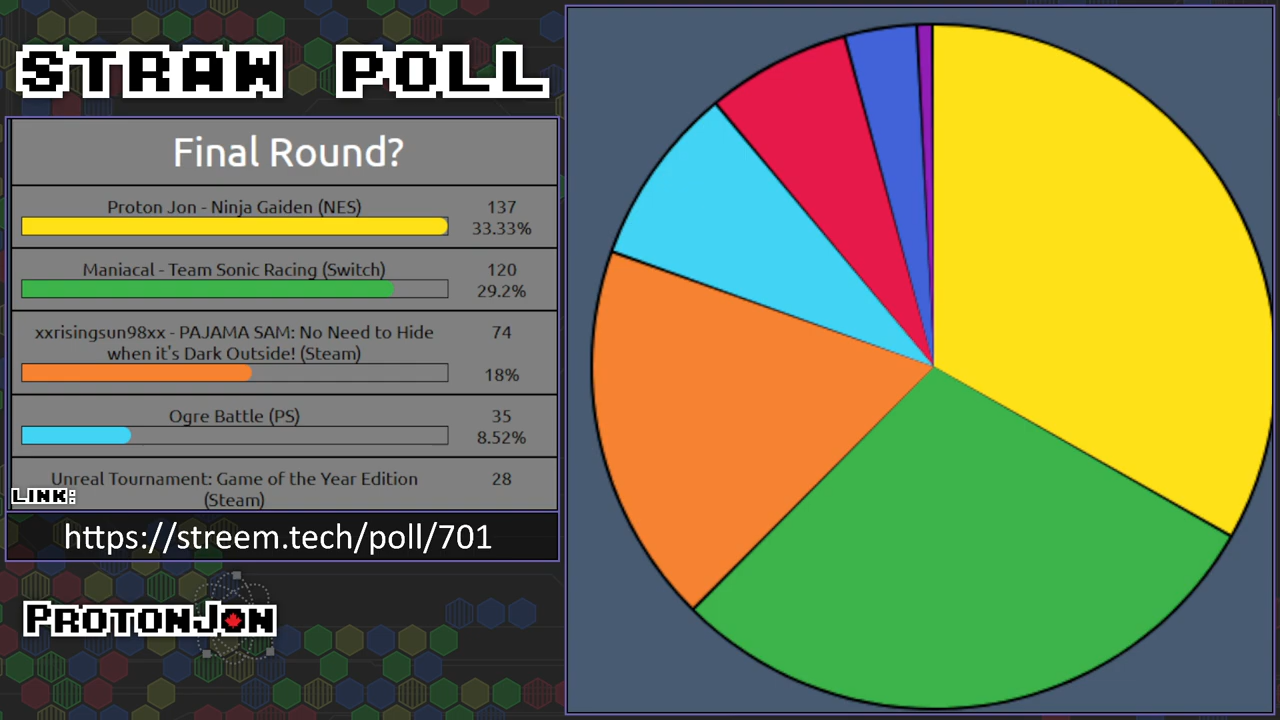 STRAW POLL
Final Round?
Proton Jon - Ninja Gaiden (NES)
137
33.33%
Maniacal - Team Sonic Racing (Switch)
120
29.2%
xxrisingsun98xx - PAJAMA SAM: No Need to Hide
when it's Dark Outside! (Steam)
74
18%
Ogre Battle (PS)
35
8.52%
Unreal Tournament: Game of the Year Edition
(Steam)
28
LINK:
https://streem.tech/poll/701
PROTONJON